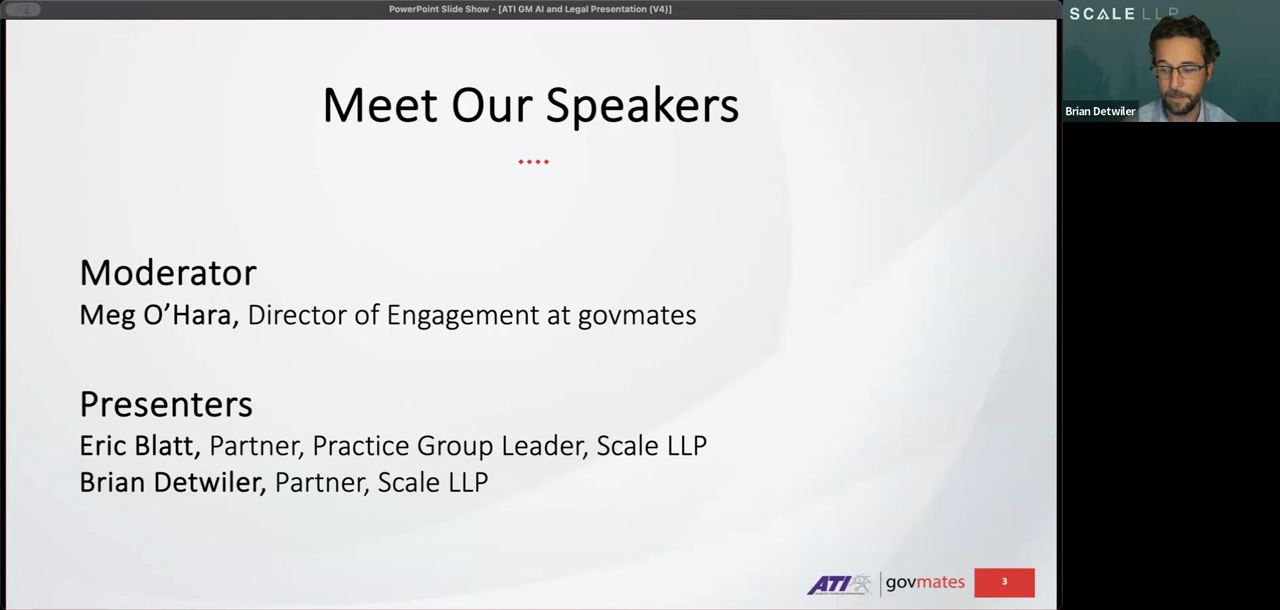 PowerPoint Slide Show - [ATI GM AI and Legal Presentation (V4)]
SCALE LLP
Brian Detwiler
Meet Our Speakers
Moderator
Meg O’Hara, Director of Engagement at govmates
Presenters
Eric Blatt, Partner, Practice Group Leader, Scale LLP
Brian Detwiler, Partner, Scale LLP
ATI govmates 3